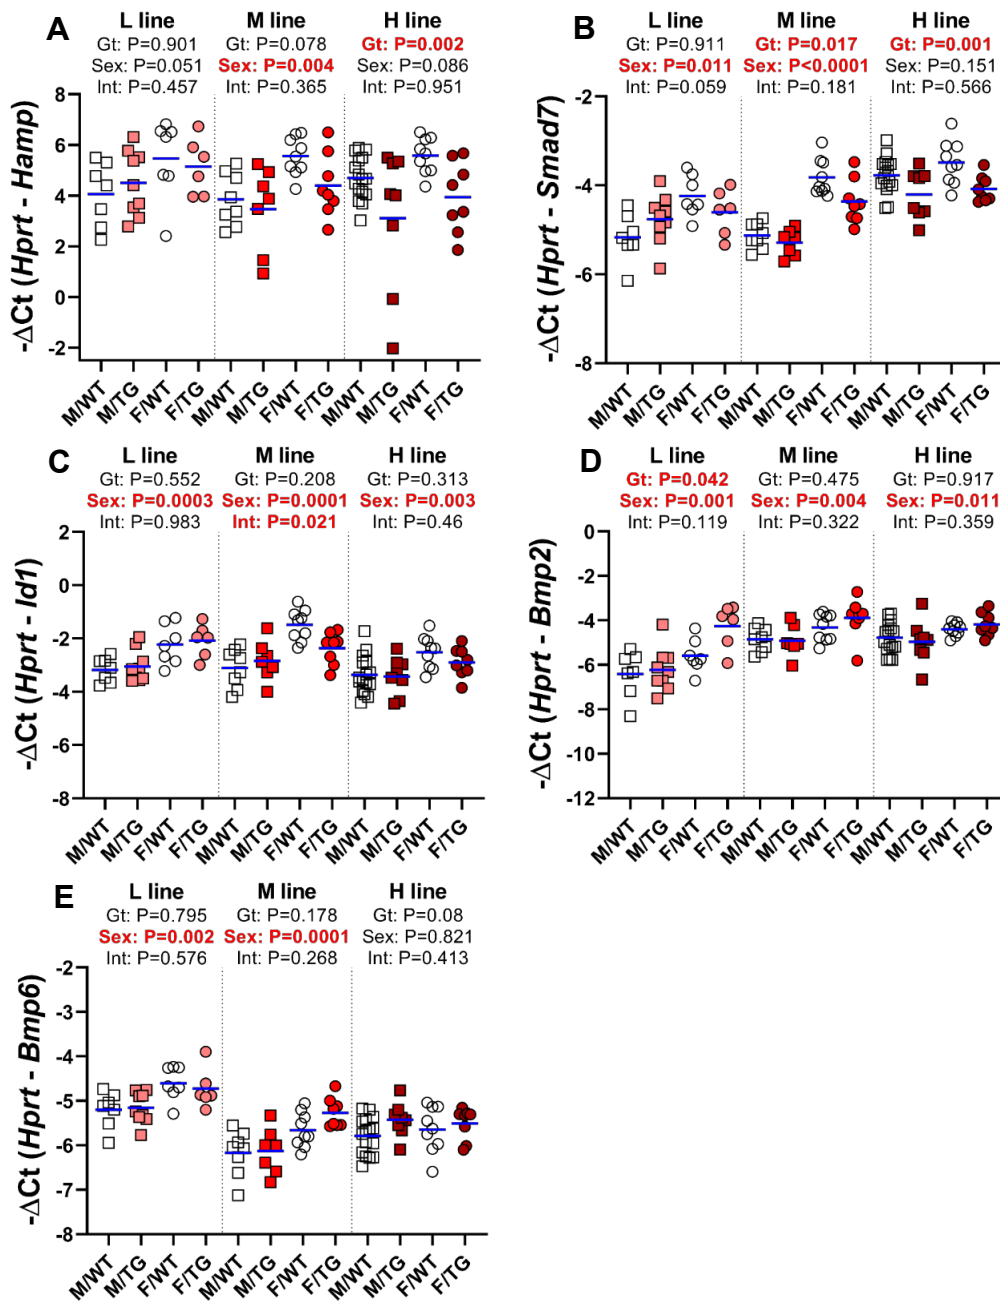 A
L line
M line
H line
Gt: P=0.901
Gt: P=0.078
Gt: P=0.002
Sex: P=0.051
Sex: P=0.004
Sex: P=0.086
Int: P=0.457
Int: P=0.365
Int: P=0.951
-ΔCt (Hprt - Hamp)
8
6
4
2
0
-2
M/WT
M/TG
F/WT
F/TG
M/WT
M/TG
F/WT
F/TG
M/WT
M/TG
F/WT
F/TG
B
L line
M line
H line
Gt: P=0.911
Gt: P=0.017
Gt: P=0.001
Sex: P=0.011
Sex: P<0.0001
Sex: P=0.151
Int: P=0.059
Int: P=0.181
Int: P=0.566
-ΔCt (Hprt - Smad7)
-2
-4
-6
-8
M/WT
M/TG
F/WT
F/TG
M/WT
M/TG
F/WT
F/TG
M/WT
M/TG
F/WT
F/TG
C
L line
M line
H line
Gt: P=0.552
Gt: P=0.208
Gt: P=0.313
Sex: P=0.0003
Sex: P=0.0001
Sex: P=0.003
Int: P=0.983
Int: P=0.021
Int: P=0.46
-ΔCt (Hprt - Id1)
2
0
-2
-4
-6
-8
M/WT
M/TG
F/WT
F/TG
M/WT
M/TG
F/WT
F/TG
M/WT
M/TG
F/WT
F/TG
D
L line
M line
H line
Gt: P=0.042
Gt: P=0.475
Gt: P=0.917
Sex: P=0.001
Sex: P=0.004
Sex: P=0.011
Int: P=0.119
Int: P=0.322
Int: P=0.359
-ΔCt (Hprt - Bmp2)
0
-2
-4
-6
-8
-10
-12
M/WT
M/TG
F/WT
F/TG
M/WT
M/TG
F/WT
F/TG
M/WT
M/TG
F/WT
F/TG
E
L line
M line
H line
Gt: P=0.795
Gt: P=0.178
Gt: P=0.08
Sex: P=0.002
Sex: P=0.0001
Sex: P=0.821
Int: P=0.576
Int: P=0.268
Int: P=0.413
-ΔCt (Hprt - Bmp6)
-2
-3
-4
-5
-6
-7
-8
M/WT
M/TG
F/WT
F/TG
M/WT
M/TG
F/WT
F/TG
M/WT
M/TG
F/WT
F/TG